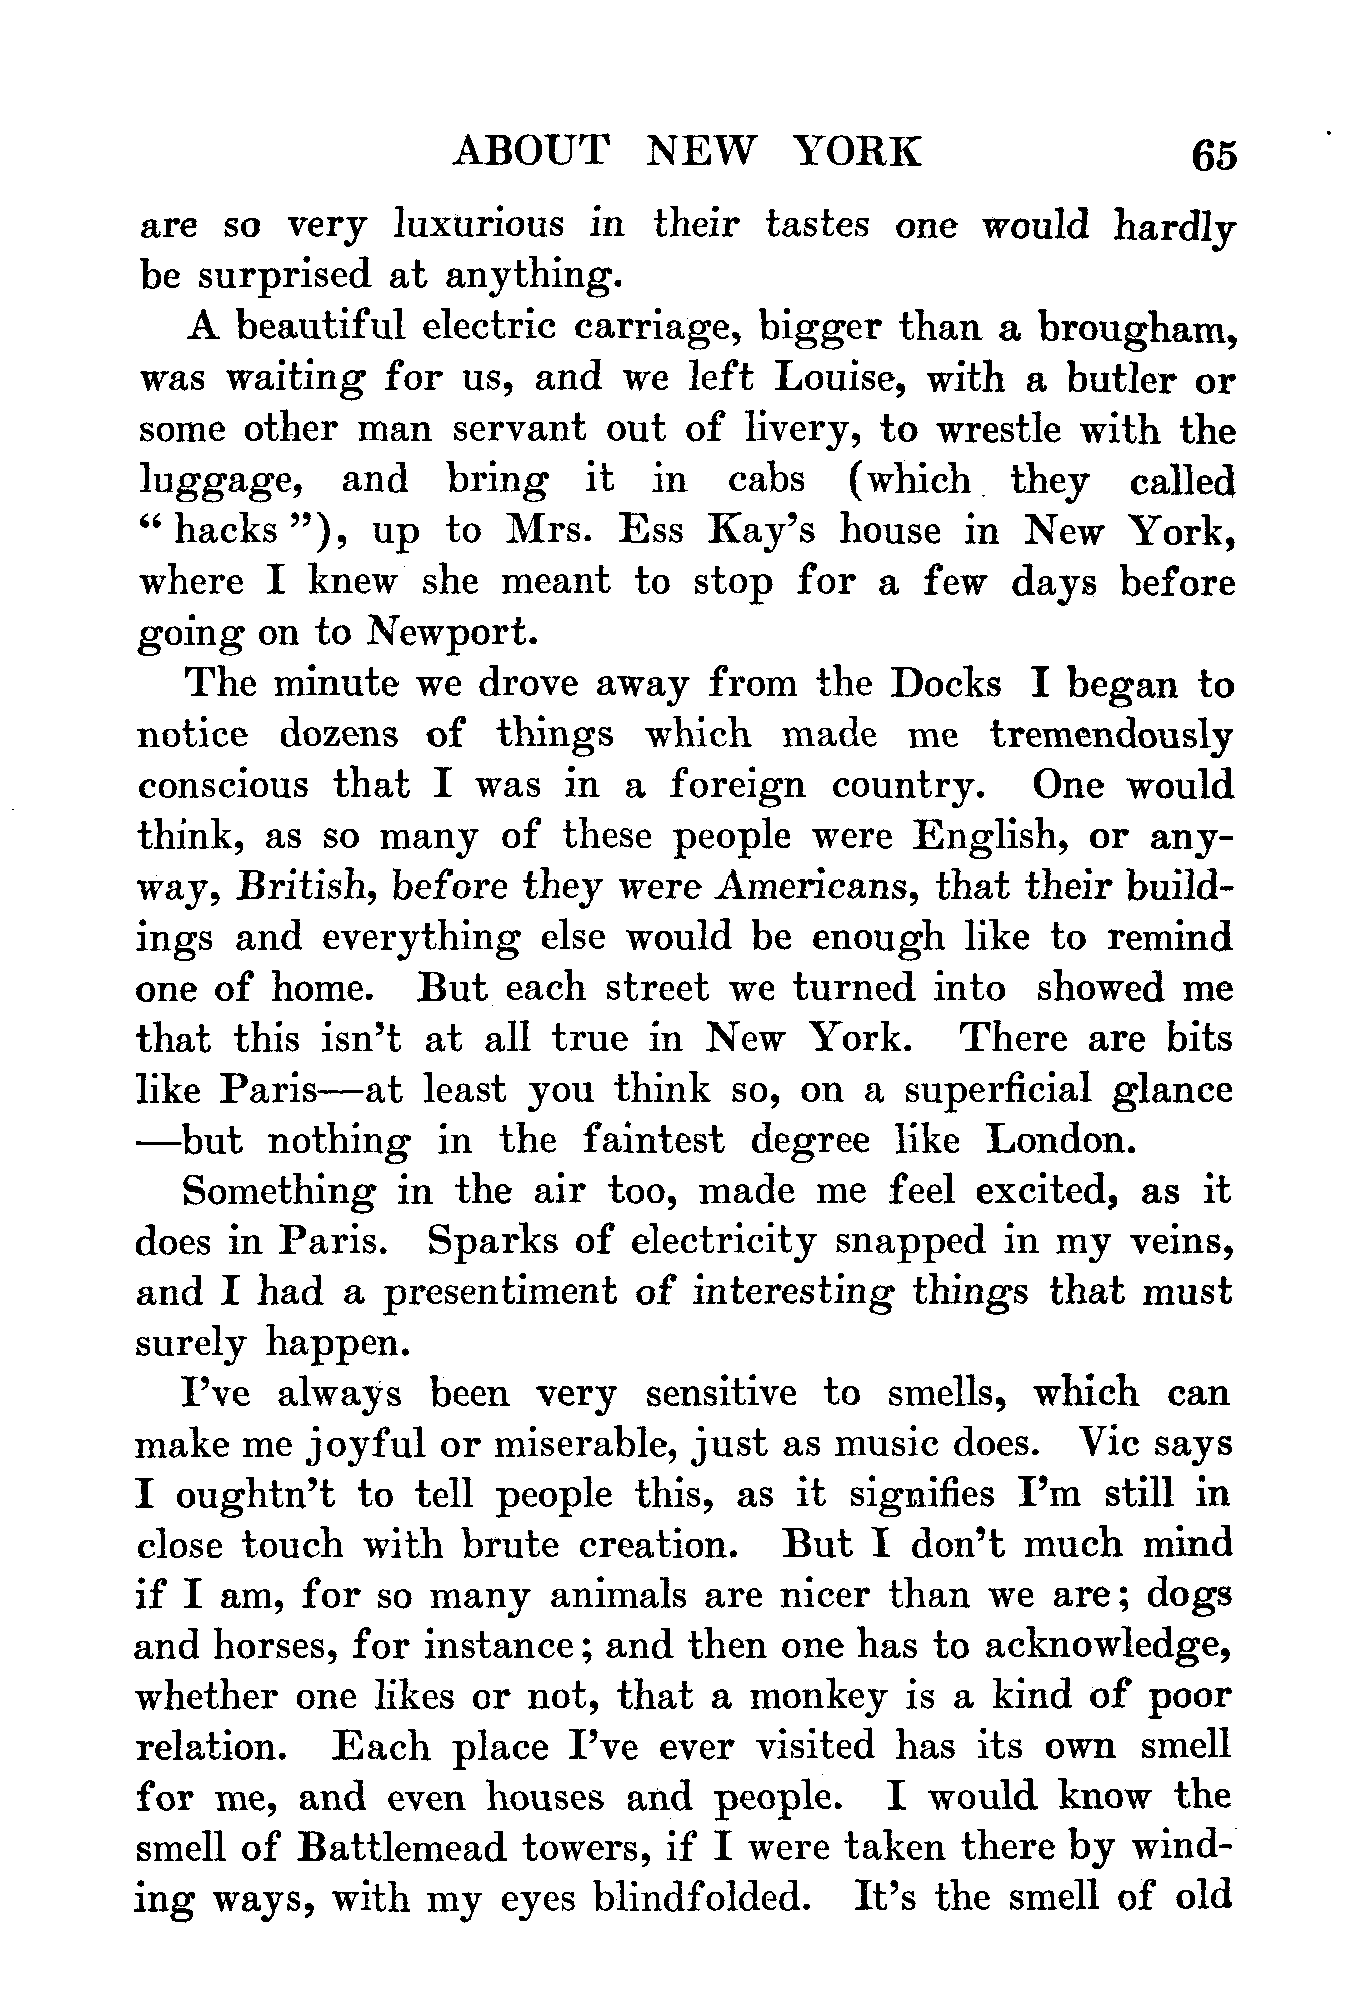 ABOUT NEW YORK 65
are so very luxurious in their tastes one would hardly
be surprised at anything.
A beautiful electric carriage, bigger than a brougham,
was waiting for us, and we left Louise, with a butler or
some other man servant out of livery, to wrestle with the
luggage, and bring it in cabs (which they called
“ hacks ”), up to Mrs. Ess Kay’s house in New York,
where I knew she meant to stop for a few days before
going on to Newport.
The minute we drove away from the Docks I began to
notice dozens of things which made me tremendously
conscious that I was in a foreign country. One would
think, as so many of these people were English, or any-
way, British, before they were Americans, that their build-
ings and everything else would be enough like to remind
one of home. But each street we turned into showed me
that this isn’t at all true in New York. There are bits
like Paris—at least you think so, on a superficial glance
—but nothing in the faintest degree like London.
Something in the air too, made me feel excited, as it
does in Paris. Sparks of electricity snapped in my veins,
and I had a presentiment of interesting things that must
surely happen.
I’ve always been very sensitive to smells, which can
make me joyful or miserable, just as music does. Vic says
I oughtn’t to tell people this, as it signifies I’m still in
close touch with brute creation. But I don’t much mind
if I am, for so many animals are nicer than we are; dogs
and horses, for instance; and then one has to acknowledge,
whether one likes or not, that a monkey is a kind of poor
relation. Each place I’ve ever visited has its own smell
for me, and even houses and people. I would know the
smell of Battlemead towers, if I were taken there by wind-
ing ways, with my eyes blindfolded. It’s the smell of old